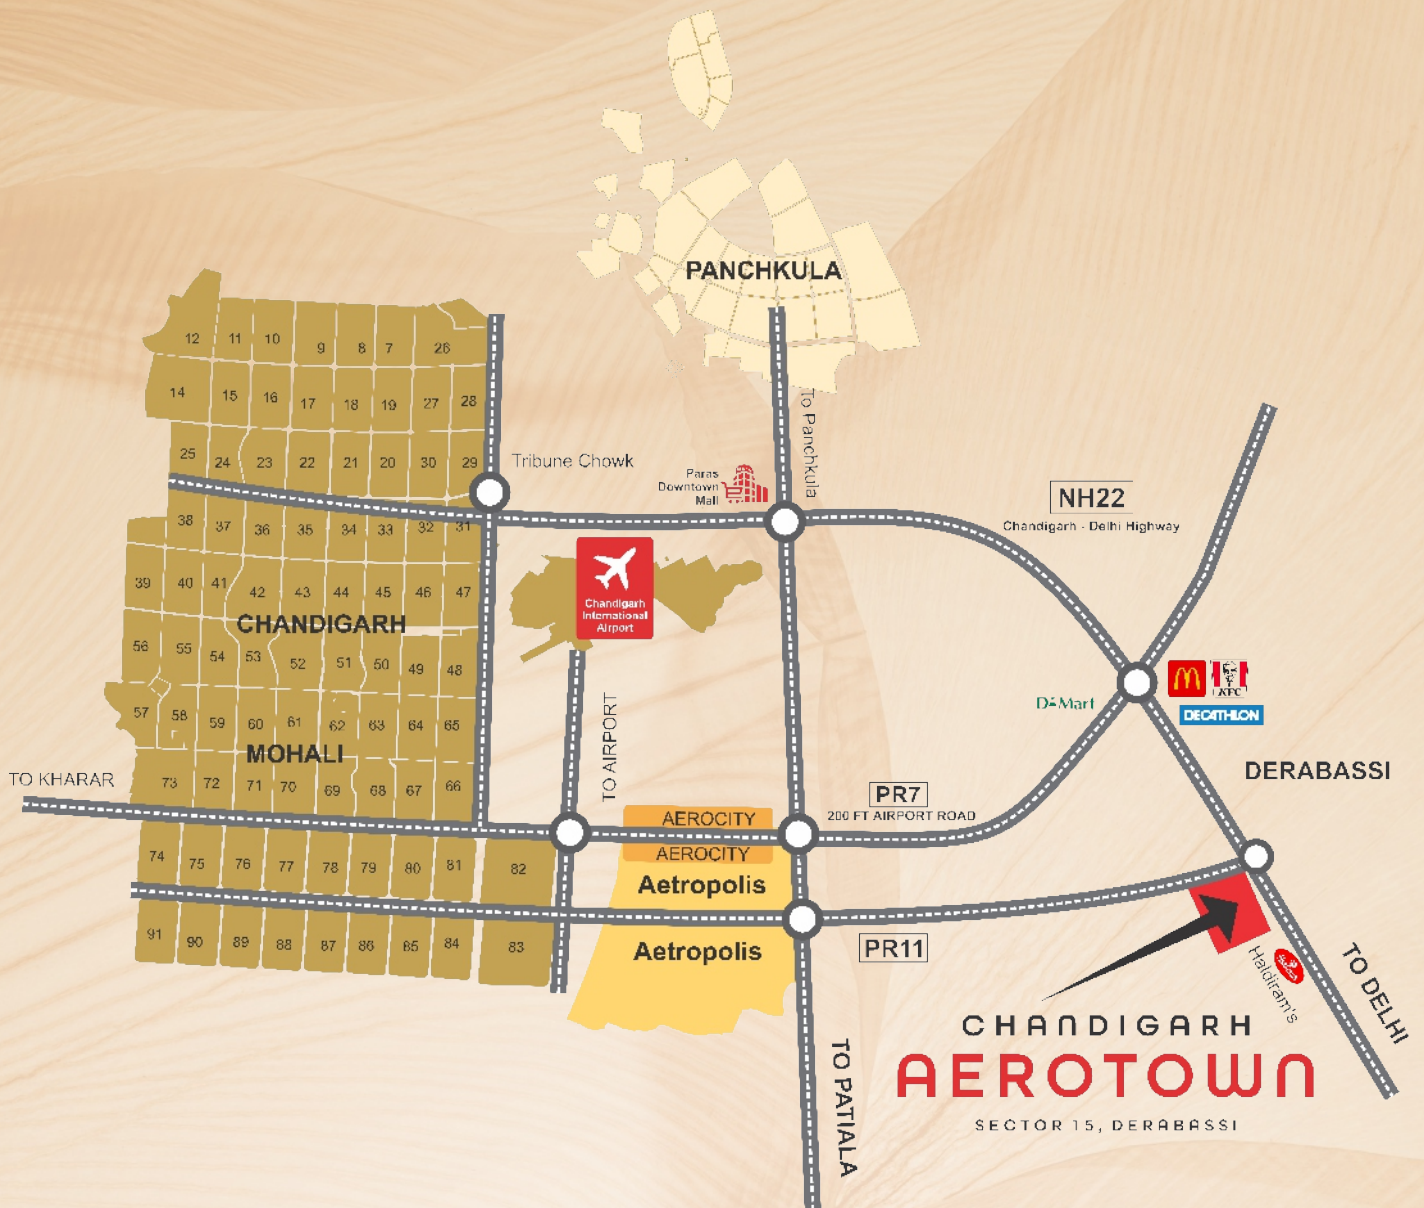 PANCHKULA
12 11 10 9 8 7 26
14 15 16 17 18 19 27 28
25 24 23 22 21 20 30 29
Tribune Chowk
Paras
Downtown
Mall
To Panchkula
NH22
Chandigarh - Delhi Highway
38 37 36 35 34 33 32 31
39 40 41 42 43 44 45 46 47
Chandigarh
International
Airport
CHANDIGARH
56 55 54 53 52 51 50 49 48
57 58 59 60 61 62 63 64 65
D Mart
M
KFC
DECATHLON
MOHALI
TO KHARAR
73 72 71 70 69 68 67 66
TO AIRPORT
DERABASSI
PR7
200 FT AIRPORT ROAD
AEROCITY
AEROCITY
74 75 76 77 78 79 80 81 82
Aetropolis
91 90 89 88 87 86 85 84 83
Aetropolis
PR11
Haldiram's
TO DELHI
CHANDIGARH
AEROTOWN
SECTOR 15, DERABASSI
TO PATIALA